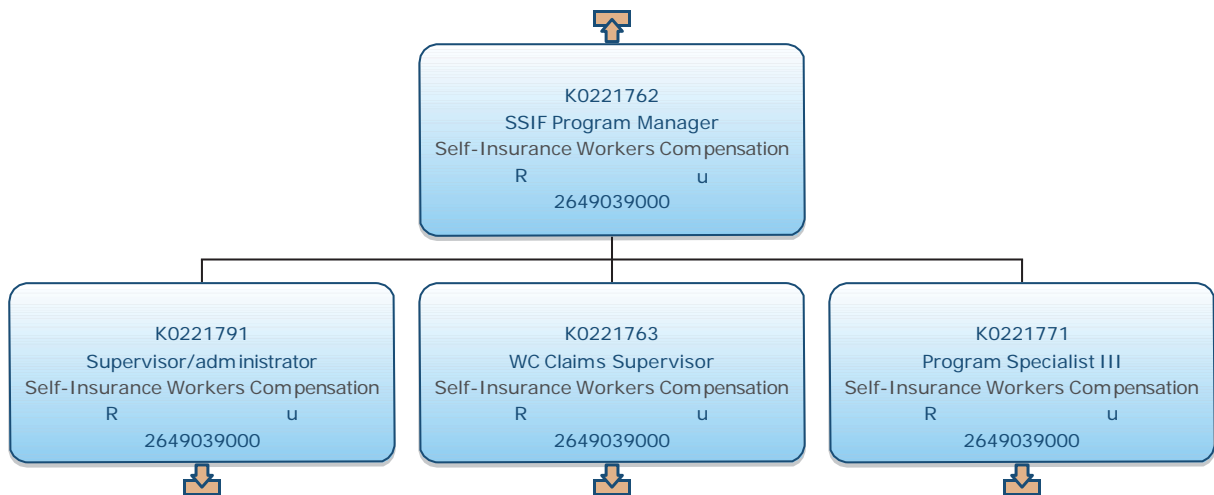 K0221762
SSIF Program Manager
Self-Insurance Workers Compensation
R u
2649039000
K0221791
Supervisor/administrator
Self-Insurance Workers Compensation
R u
2649039000
K0221763
WC Claims Supervisor
Self-Insurance Workers Compensation
R u
2649039000
K0221771
Program Specialist III
Self-Insurance Workers Compensation
R u
2649039000